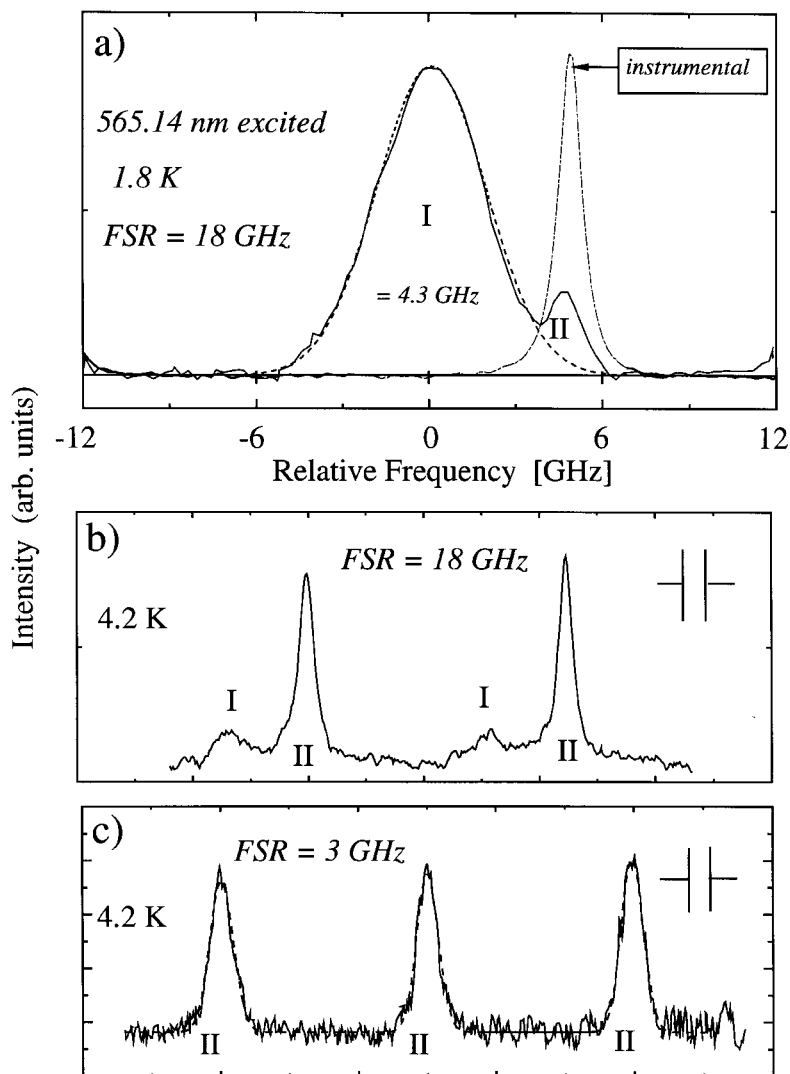 a)
instrumental
565.14 nm excited
1.8 K
FSR = 18 GHz
I
= 4.3 GHz
II
-12 -6 0 6 12
Relative Frequency [GHz]
Intensity (arb. units)
b)
FSR = 18 GHz
4.2 K
I I
II II
c)
FSR = 3 GHz
4.2 K
II II II